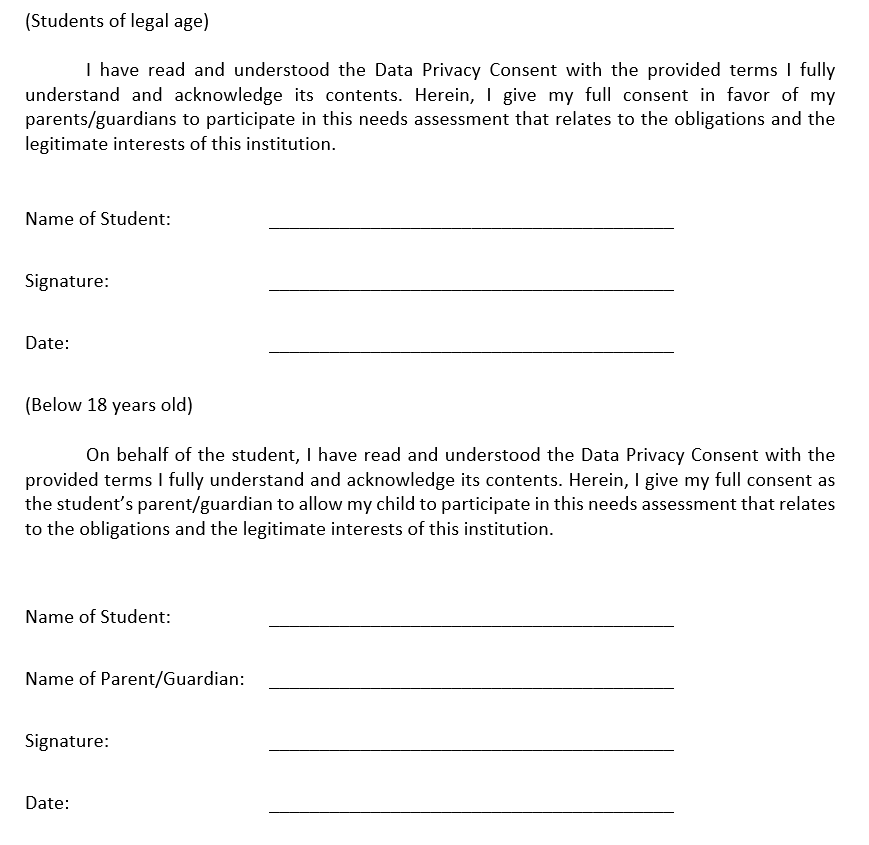 (Students of legal age)
I have read and understood the Data Privacy Consent with the provided terms I fully
understand and acknowledge its contents. Herein, I give my full consent in favor of my
parents/guardians to participate in this needs assessment that relates to the obligations and the
legitimate interests of this institution.
Name of Student:
Signature:
Date:
(Below 18 years old)
On behalf of the student, I have read and understood the Data Privacy Consent with the
provided terms I fully understand and acknowledge its contents. Herein, I give my full consent as
the student’s parent/guardian to allow my child to participate in this needs assessment that relates
to the obligations and the legitimate interests of this institution.
Name of Student:
Name of Parent/Guardian:
Signature:
Date: